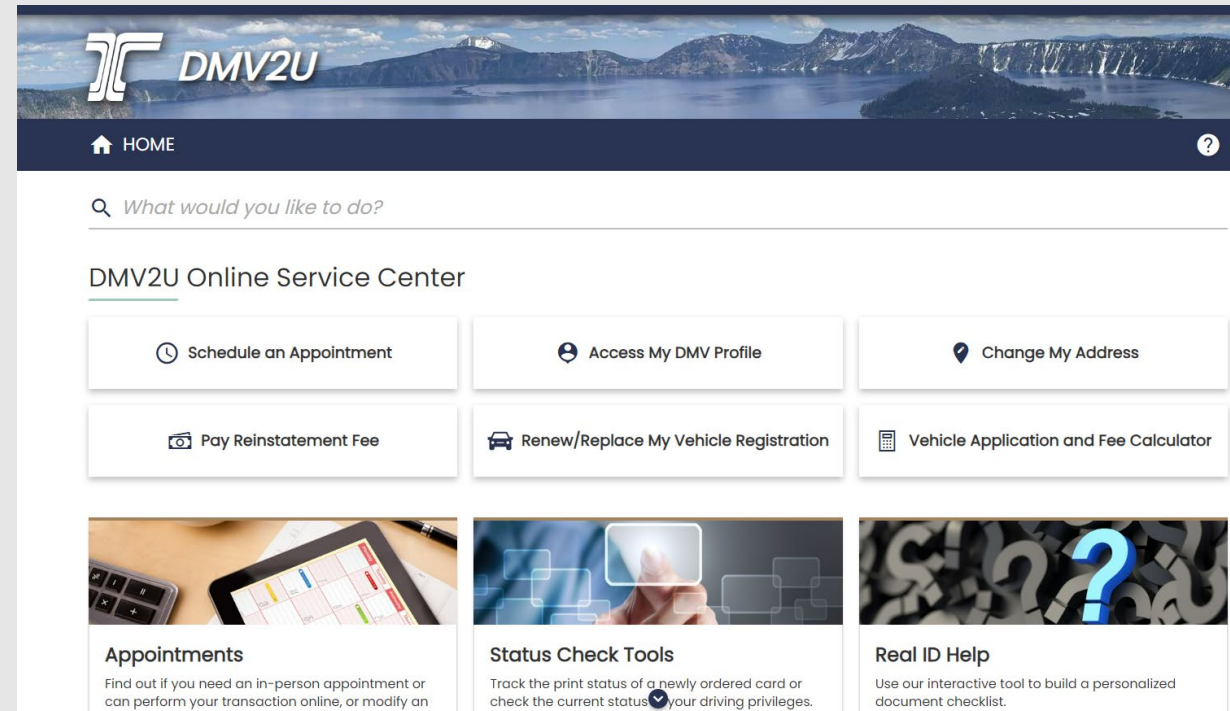 DMV2U
HOME
?
What would you like to do?
DMV2U Online Service Center
Schedule an Appointment
Access My DMV Profile
Change My Address
Pay Reinstatement Fee
Renew/Replace My Vehicle Registration
Vehicle Application and Fee Calculator
Appointments
Find out if you need an in-person appointment or
can perform your transaction online, or modify an
Status Check Tools
Track the print status of a newly ordered card or
check the current status your driving privileges.
Real ID Help
Use our interactive tool to build a personalized
document checklist.